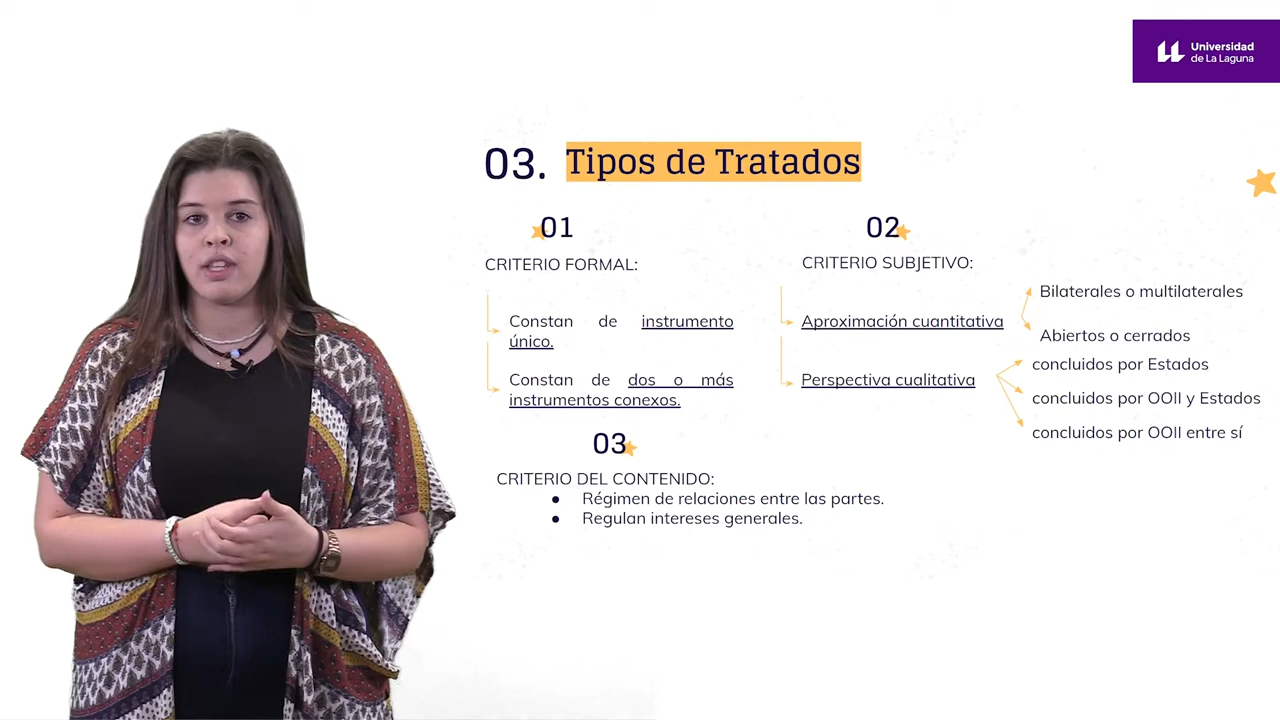 Universidad
de La Laguna
03. Tipos de Tratados
01
CRITERIO FORMAL:
Constan de instrumento
único.
Constan de dos o más
instrumentos conexos.
02
CRITERIO SUBJETIVO:
Aproximación cuantitativa
Bilaterales o multilaterales
Abiertos o cerrados
Perspectiva cualitativa
concluidos por Estados
concluidos por OOII y Estados
concluidos por OOII entre sí
03
CRITERIO DEL CONTENIDO:
● Régimen de relaciones entre las partes.
● Regulan intereses generales.